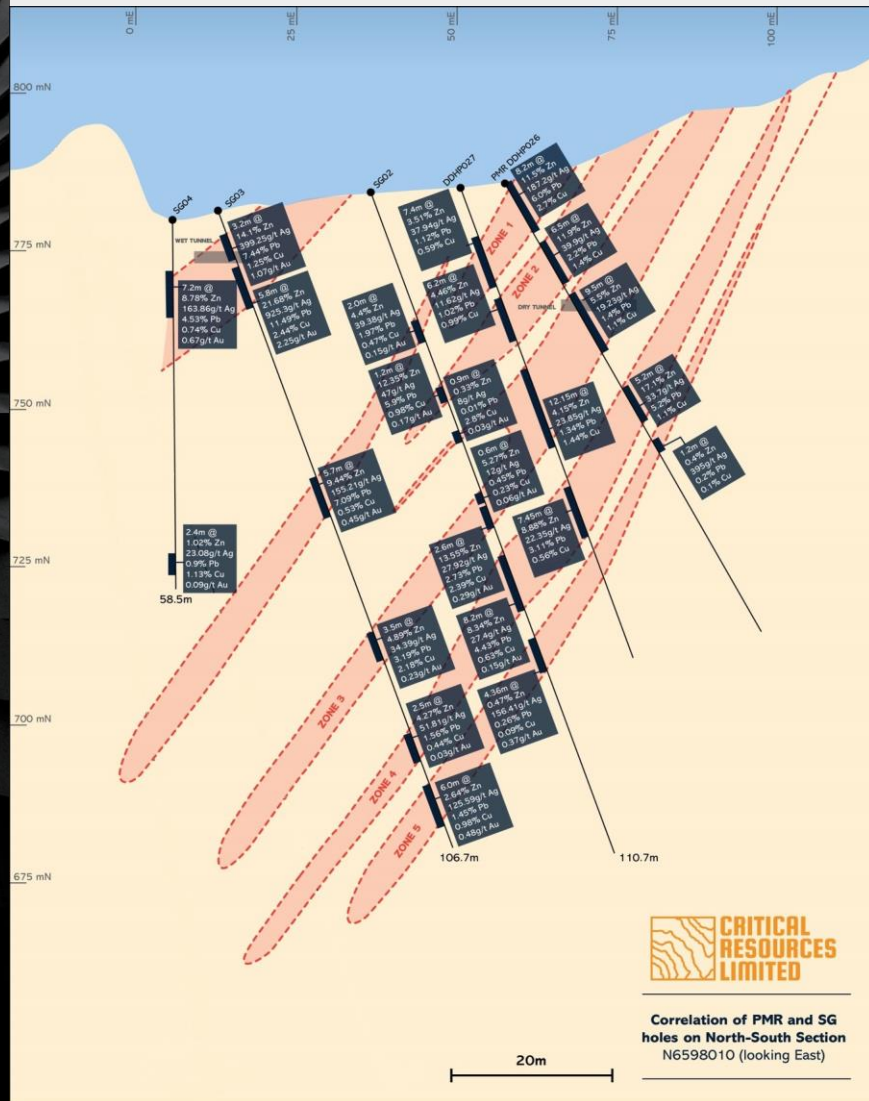 0 mE
25 mE
50 mE
75 mE
100 mE
800 mN
775 mN
750 mN
725 mN
700 mN
675 mN
SG04
SG03
SG02
DDHP027
PMR DDHP026
WET TUNNEL
DRY TUNNEL
7.2m @
8.78% Zn
163.86g/t Ag
4.53% Pb
0.74% Cu
0.67g/t Au
2.4m @
1.02% Zn
23.08g/t Ag
0.9% Pb
1.13% Cu
0.09g/t Au
58.5m
3.2m @
14.1% Zn
399.25g/t Ag
7.44% Pb
1.25% Cu
1.07g/t Au
5.8m @
21.68% Zn
925.3g/t Ag
11.49% Pb
2.44% Cu
2.25g/t Au
5.7m @
9.44% Zn
155.21g/t Ag
7.09% Pb
0.53% Cu
0.45g/t Au
3.5m @
4.89% Zn
34.39g/t Ag
3.19% Pb
2.18% Cu
0.23g/t Au
2.5m @
4.27% Zn
51.81g/t Ag
1.56% Pb
0.44% Cu
0.03g/t Au
6.0m @
2.64% Zn
125.59g/t Ag
1.45% Pb
0.98% Cu
0.48g/t Au
106.7m
2.0m @
4.4% Zn
39.38g/t Ag
1.97% Pb
0.47% Cu
0.15g/t Au
1.2m @
12.35% Zn
47g/t Ag
5.9% Pb
0.98% Cu
0.17g/t Au
0.9m @
0.33% Zn
8g/t Ag
0.01% Pb
2.8% Cu
0.03g/t Au
0.6m @
5.27% Zn
12g/t Ag
0.45% Pb
0.23% Cu
0.06g/t Au
2.6m @
13.55% Zn
27.92g/t Ag
2.73% Pb
2.39% Cu
0.29g/t Au
8.2m @
8.34% Zn
27.4g/t Ag
4.43% Pb
0.63% Cu
0.15g/t Au
4.36m @
0.47% Zn
156.41g/t Ag
0.26% Pb
0.09% Cu
0.37g/t Au
110.7m
7.4m @
3.51% Zn
37.94g/t Ag
1.12% Pb
0.59% Cu
6.2m @
4.46% Zn
11.62g/t Ag
1.02% Pb
0.99% Cu
12.15m @
4.15% Zn
23.85g/t Ag
1.34% Pb
1.44% Cu
7.45m @
8.88% Zn
22.35g/t Ag
3.11% Pb
0.56% Cu
8.2m @
11.5% Zn
187.2g/t Ag
6.0% Pb
2.7% Cu
6.5m @
11.9% Zn
39.9g/t Ag
2.2% Pb
1.4% Cu
9.5m @
5.5% Zn
19.23g/t Ag
1.4% Pb
1.1% Cu
5.2m @
17.1% Zn
33.7g/t Ag
5.2% Pb
1.1% Cu
1.2m @
0.4% Zn
395g/t Ag
0.2% Pb
0.1% Cu
ZONE 1
ZONE 2
ZONE 3
ZONE 4
ZONE 5
CRITICAL
RESOURCES
LIMITED
Correlation of PMR and SG
holes on North-South Section
N6598010 (looking East)
20m